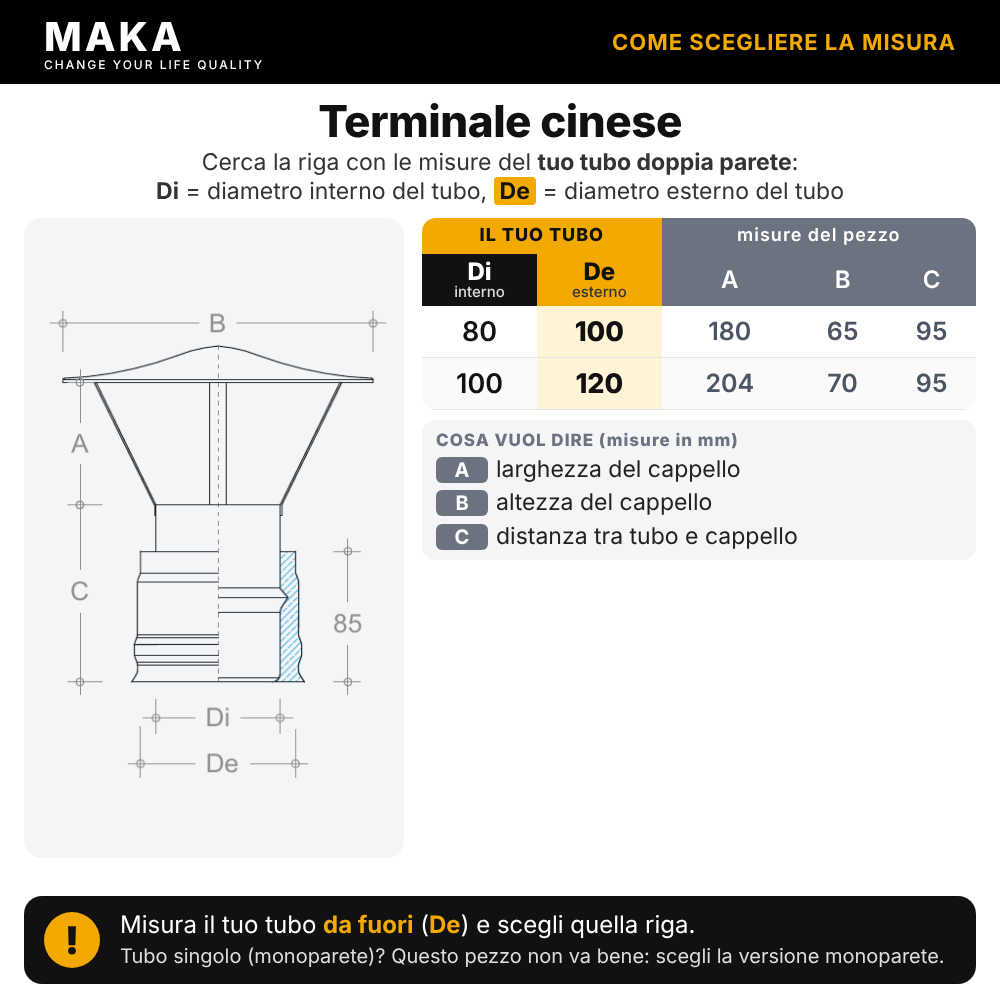 MAKA
CHANGE YOUR LIFE QUALITY
COME SCEGLIERE LA MISURA
Terminale cinese
Cerca la riga con le misure del tuo tubo doppia parete:
Di = diametro interno del tubo, De = diametro esterno del tubo
B
A
C
85
Di
De
IL TUO TUBO misure del pezzo
Di De A B C
interno esterno
80 100 180 65 95
100 120 204 70 95
COSA VUOL DIRE (misure in mm)
A larghezza del cappello
B altezza del cappello
C distanza tra tubo e cappello
! Misura il tuo tubo da fuori (De) e scegli quella riga.
Tubo singolo (monoparete)? Questo pezzo non va bene: scegli la versione monoparete.